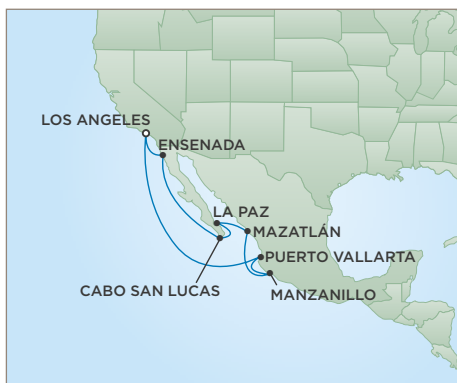 LOS ANGELES
ENSENADA
LA PAZ
MAZATLÁN
PUERTO VALLARTA
CABO SAN LUCAS
MANZANILLO